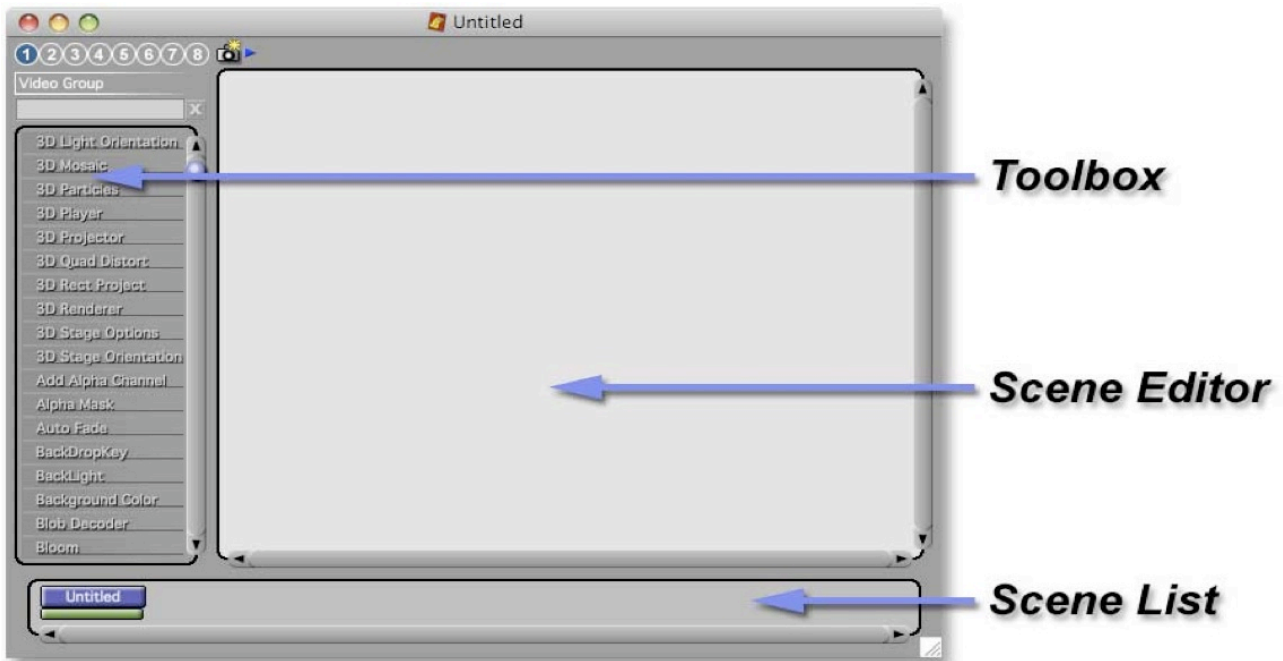 Untitled
1 2 3 4 5 6 7 8
Video Group
3D Light Orientation
3D Mosaic
3D Particles
3D Player
3D Projector
3D Quad Distort
3D Rect Project
3D Renderer
3D Stage Options
3D Stage Orientation
Add Alpha Channel
Alpha Mask
Auto Fade
BackDropKey
BackLight
Background Color
Blob Decoder
Bloom
Toolbox
Scene Editor
Untitled
Scene List